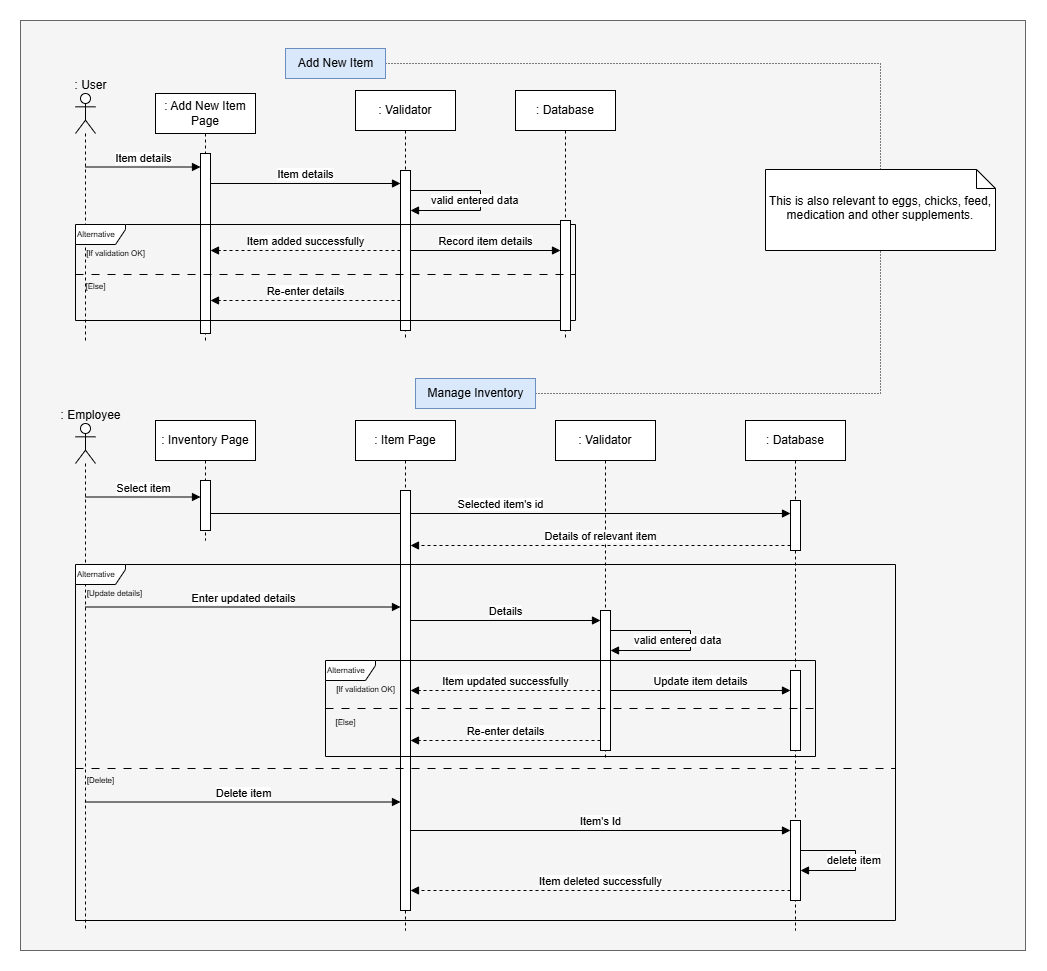 Add New Item
: User
: Add New Item
Page
: Validator
: Database
Item details
Item details
valid entered data
This is also relevant to eggs, chicks, feed,
medication and other supplements.
Alternative
[If validation OK]
Item added successfully
Record item details
[Else]
Re-enter details
Manage Inventory
: Employee
: Inventory Page
: Item Page
: Validator
: Database
Select item
Selected item's id
Details of relevant item
Alternative
[Update details]
Enter updated details
Details
valid entered data
Alternative
[If validation OK]
Item updated successfully
Update item details
[Else]
Re-enter details
[Delete]
Delete item
Item's Id
delete item
Item deleted successfully